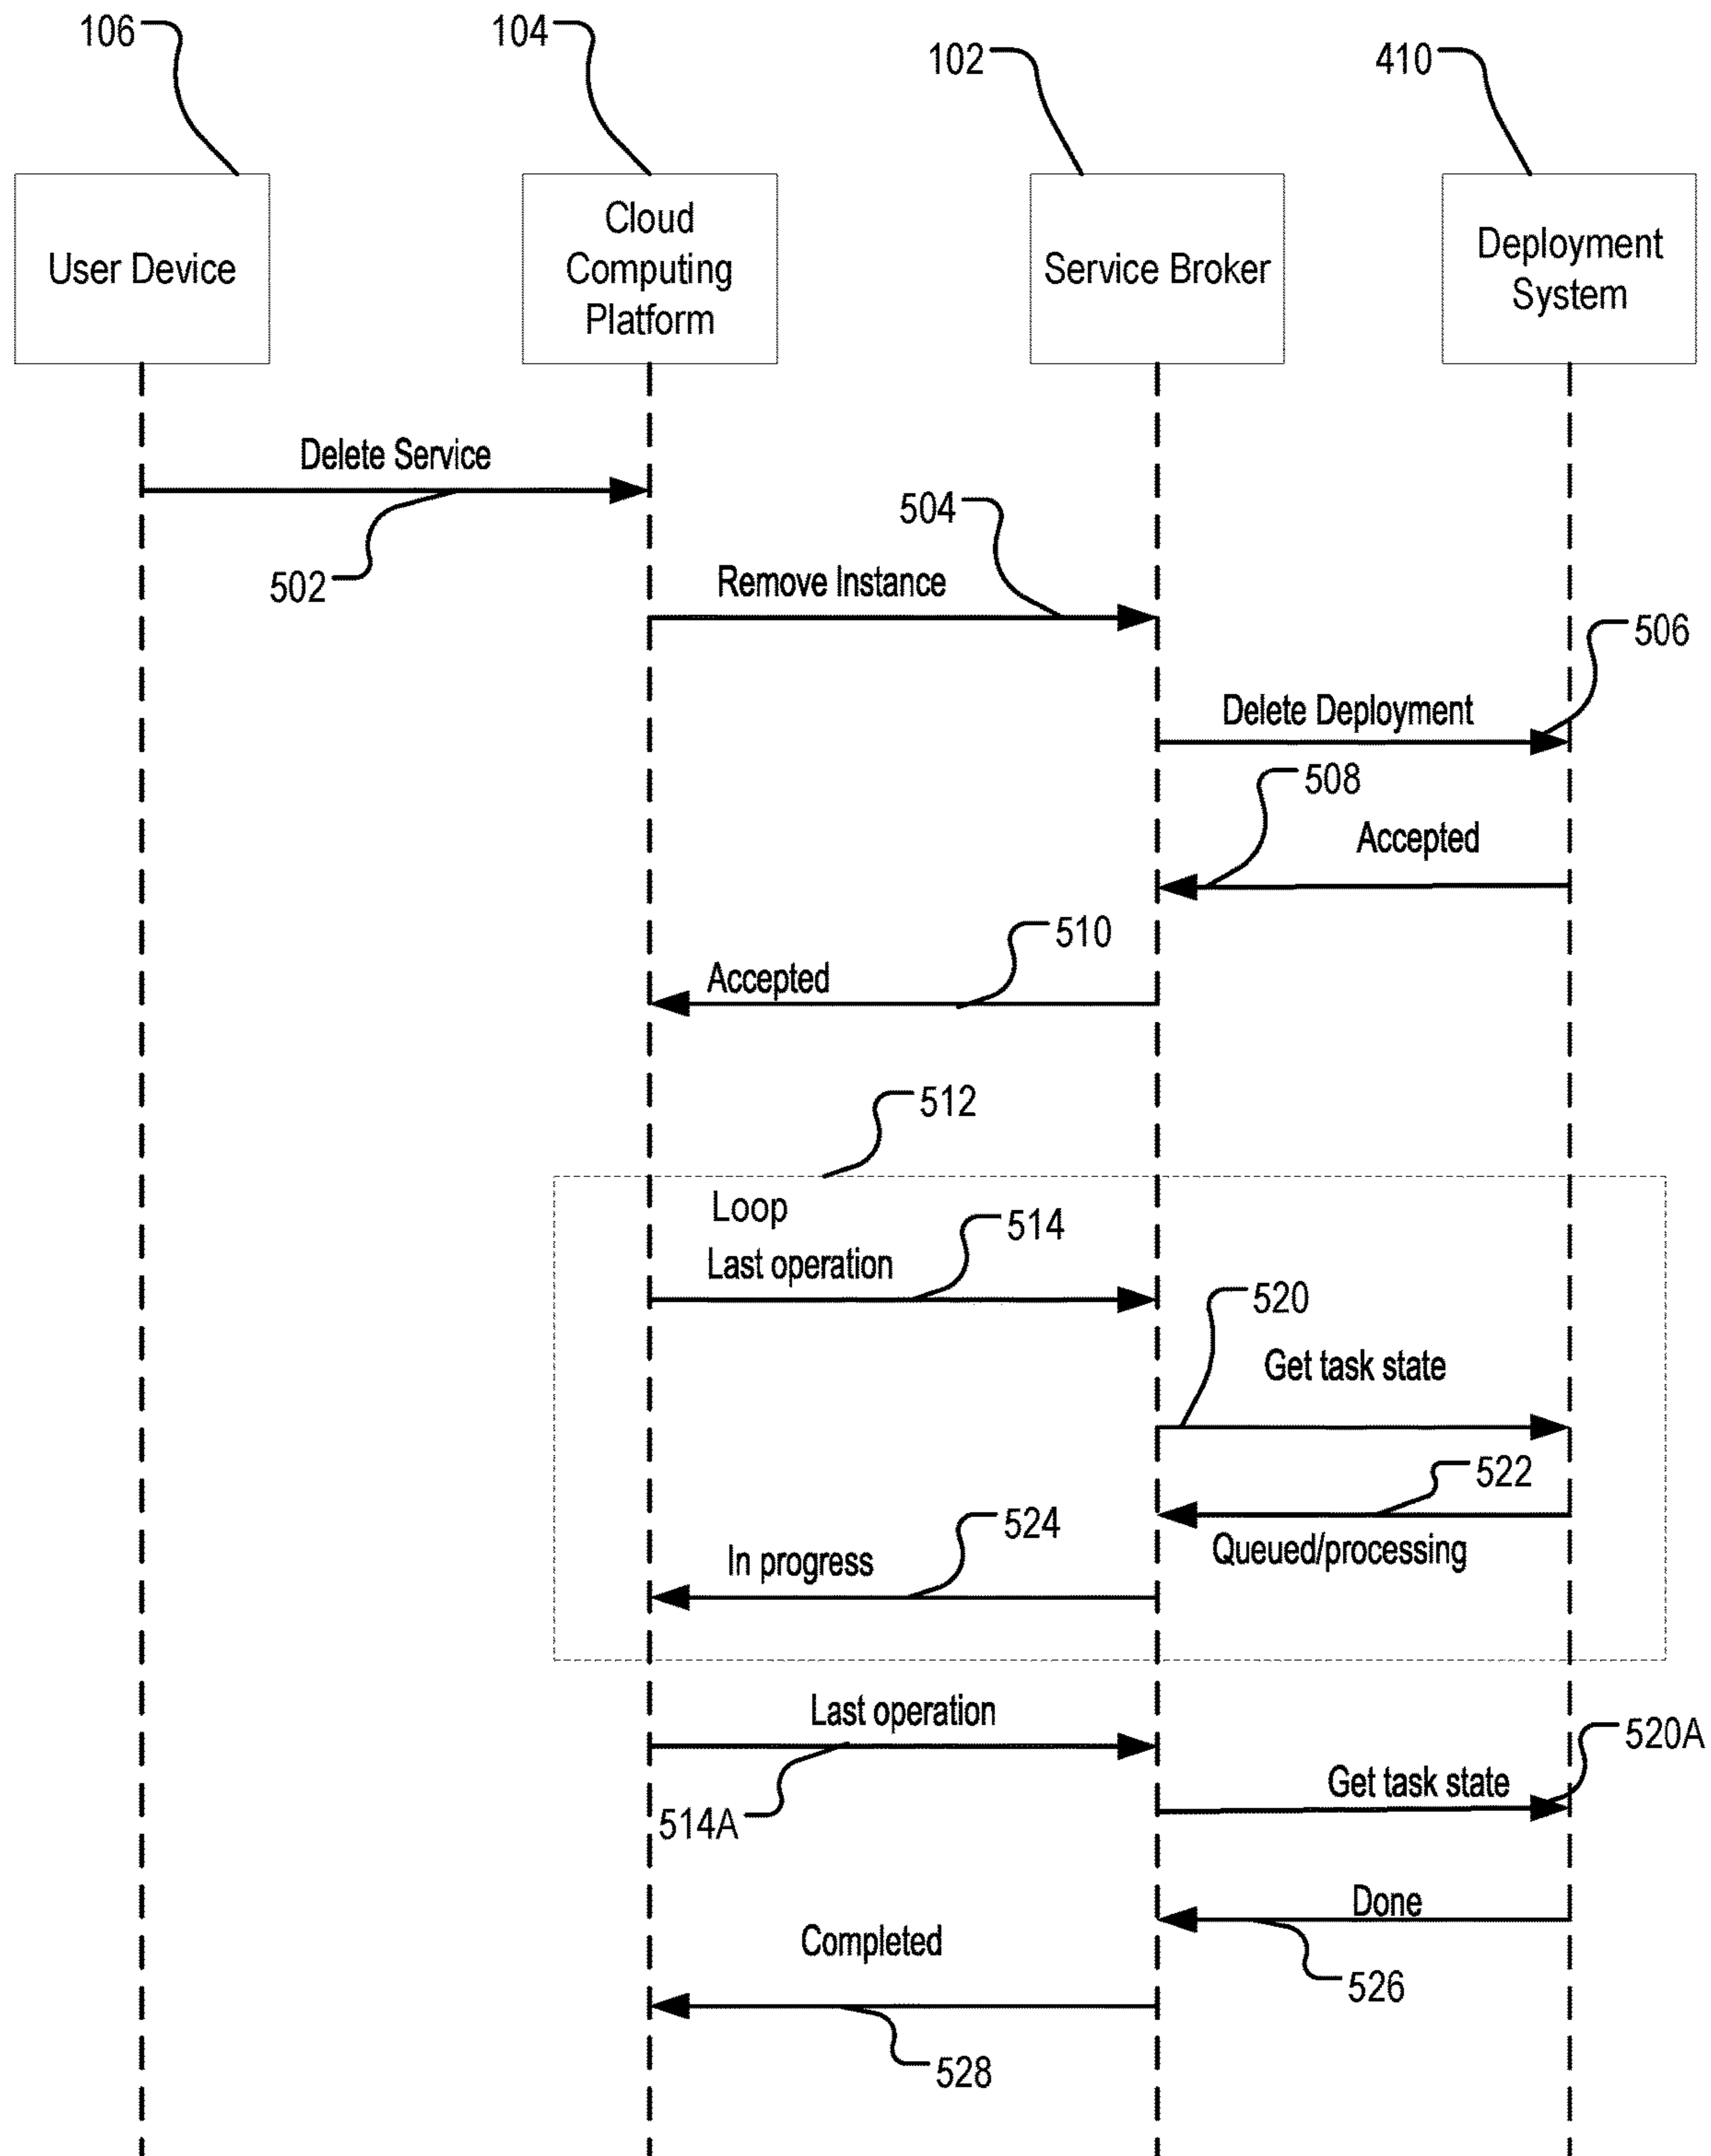 106
104
102
410
User Device
Cloud
Computing
Platform
Service Broker
Deployment
System
Delete Service
502
504
Remove Instance
506
Delete Deployment
508
Accepted
510
Accepted
512
Loop
514
Last operation
520
Get task state
522
Queued/processing
524
In progress
Last operation
514A
520A
Get task state
Done
526
Completed
528